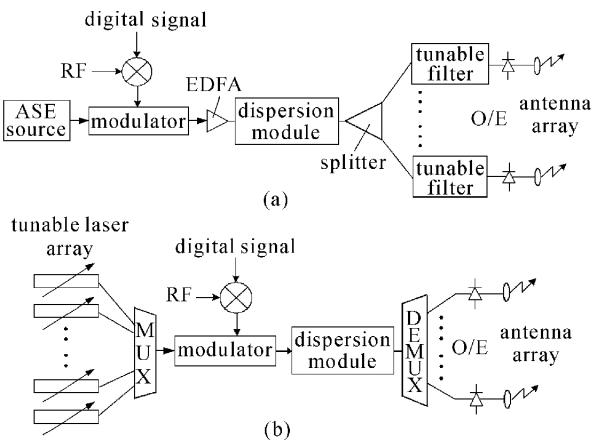 digital signal
RF
EDFA
ASE
source
modulator
dispersion
module
splitter
tunable
filter
O/E
antenna
array
tunable
filter
(a)
tunable laser
array
digital signal
RF
MUX
modulator
dispersion
module
DEMUX
O/E
antenna
array
(b)